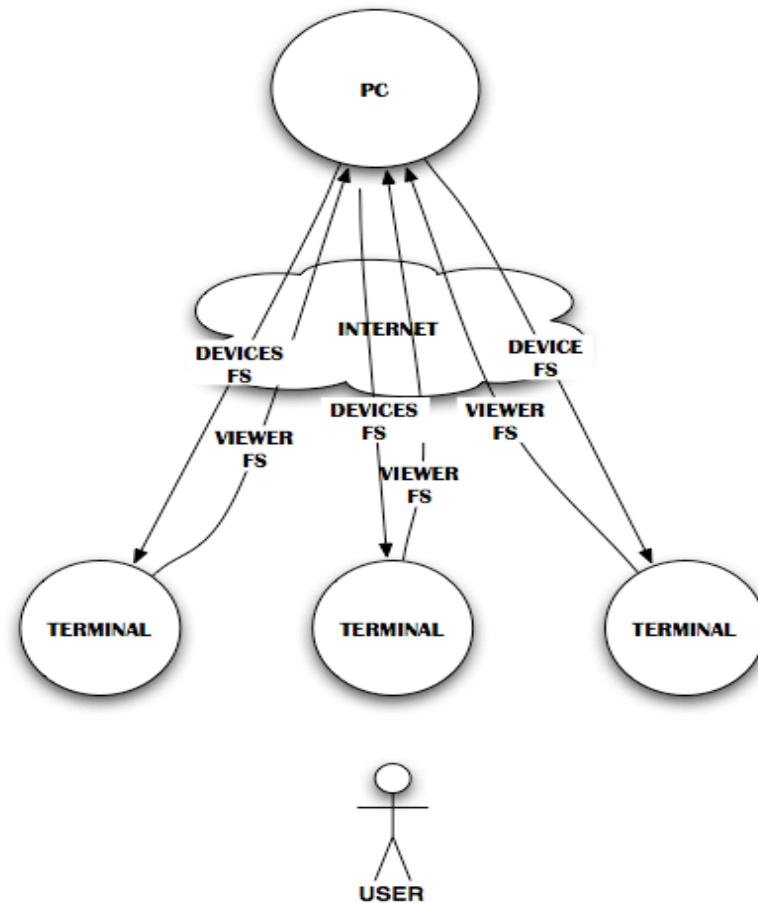 PC
INTERNET
DEVICES
FS
DEVICE
FS
VIEWER
FS
DEVICES
FS
VIEWER
FS
VIEWER
FS
TERMINAL
TERMINAL
TERMINAL
USER